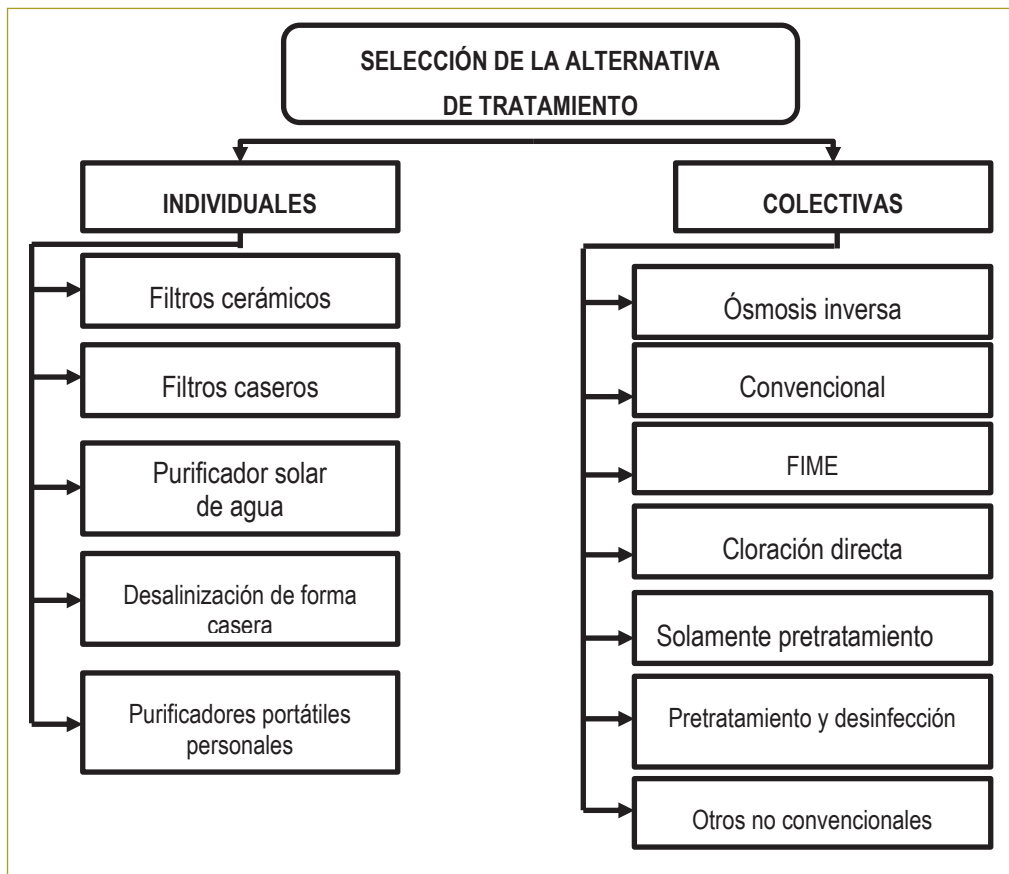 SELECCIÓN DE LA ALTERNATIVA
DE TRATAMIENTO
INDIVIDUALES
Filtros cerámicos
Filtros caseros
Purificador solar
de agua
Desalinización de forma
casera
Purificadores portátiles
personales
COLECTIVAS
Ósmosis inversa
Convencional
FIME
Cloración directa
Solamente pretratamiento
Pretratamiento y desinfección
Otros no convencionales